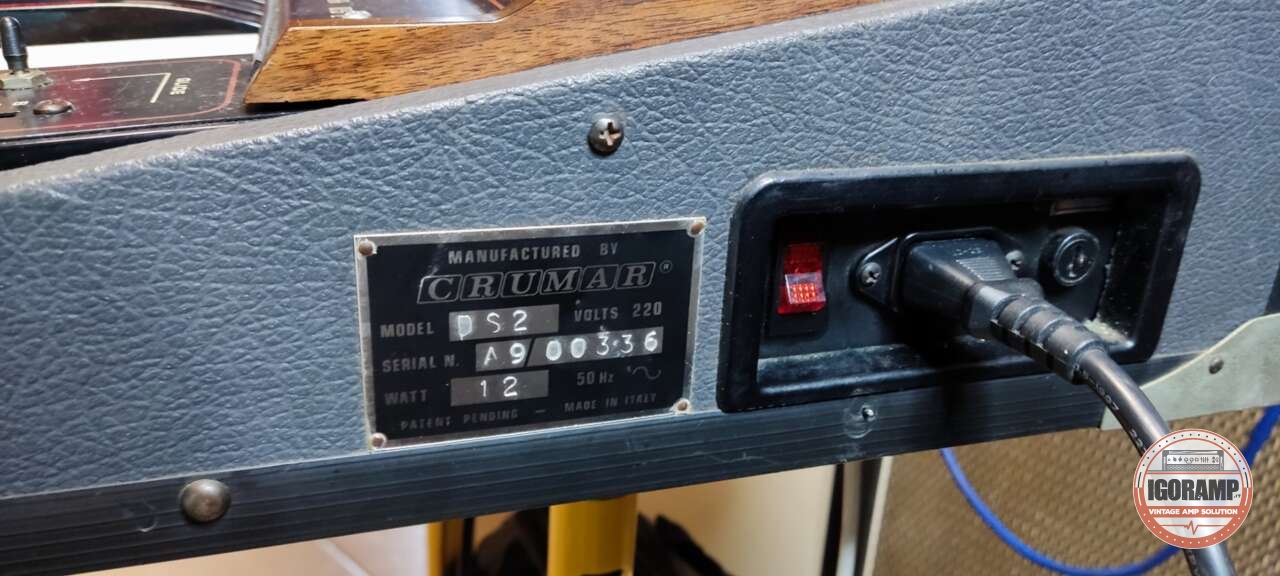 GLIDE
MANUFACTURED BY
CRUMAR®
MODEL DS2 VOLTS 220
SERIAL N. A9/00336
WATT 12 50 Hz
PATENT PENDING — MADE IN ITALY
IGORAMP
VINTAGE AMP SOLUTION